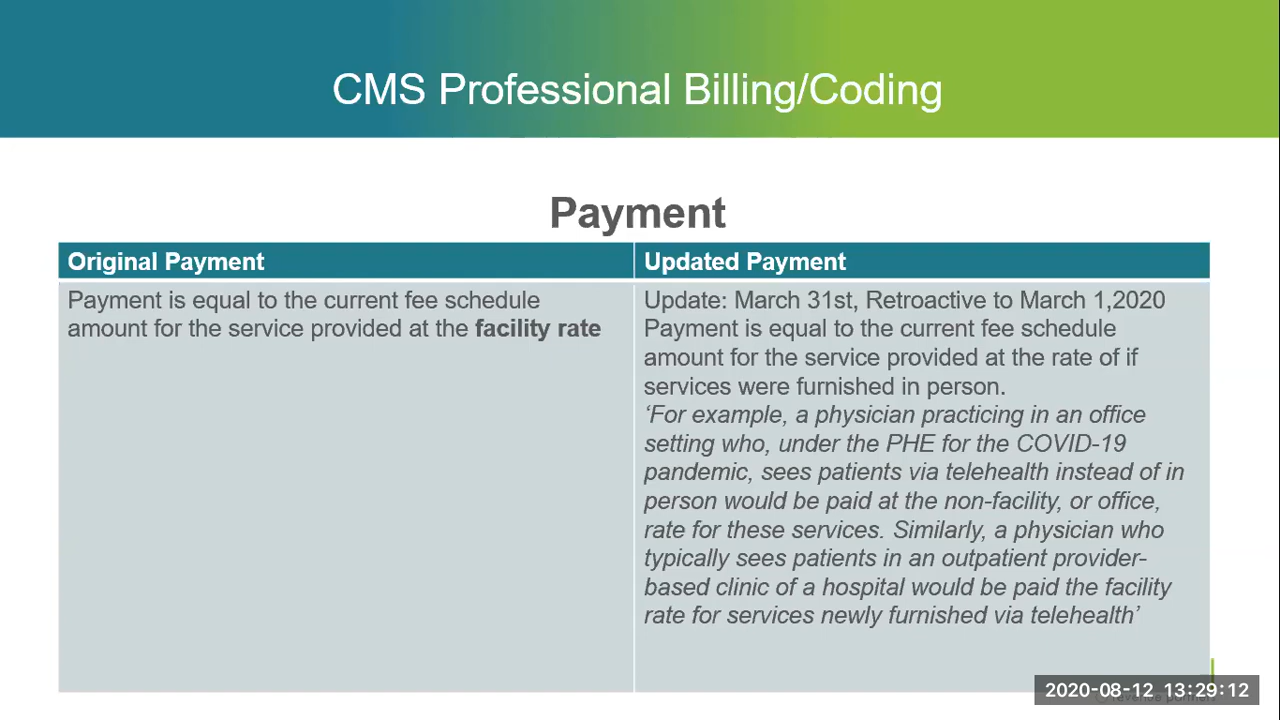 CMS Professional Billing/Coding
Payment
Original Payment
Payment is equal to the current fee schedule
amount for the service provided at the facility rate
Updated Payment
Update: March 31st, Retroactive to March 1,2020
Payment is equal to the current fee schedule
amount for the service provided at the rate of if
services were furnished in person.
‘For example, a physician practicing in an office
setting who, under the PHE for the COVID-19
pandemic, sees patients via telehealth instead of in
person would be paid at the non-facility, or office,
rate for these services. Similarly, a physician who
typically sees patients in an outpatient provider-
based clinic of a hospital would be paid the facility
rate for services newly furnished via telehealth’
2020-08-12 13:29:12